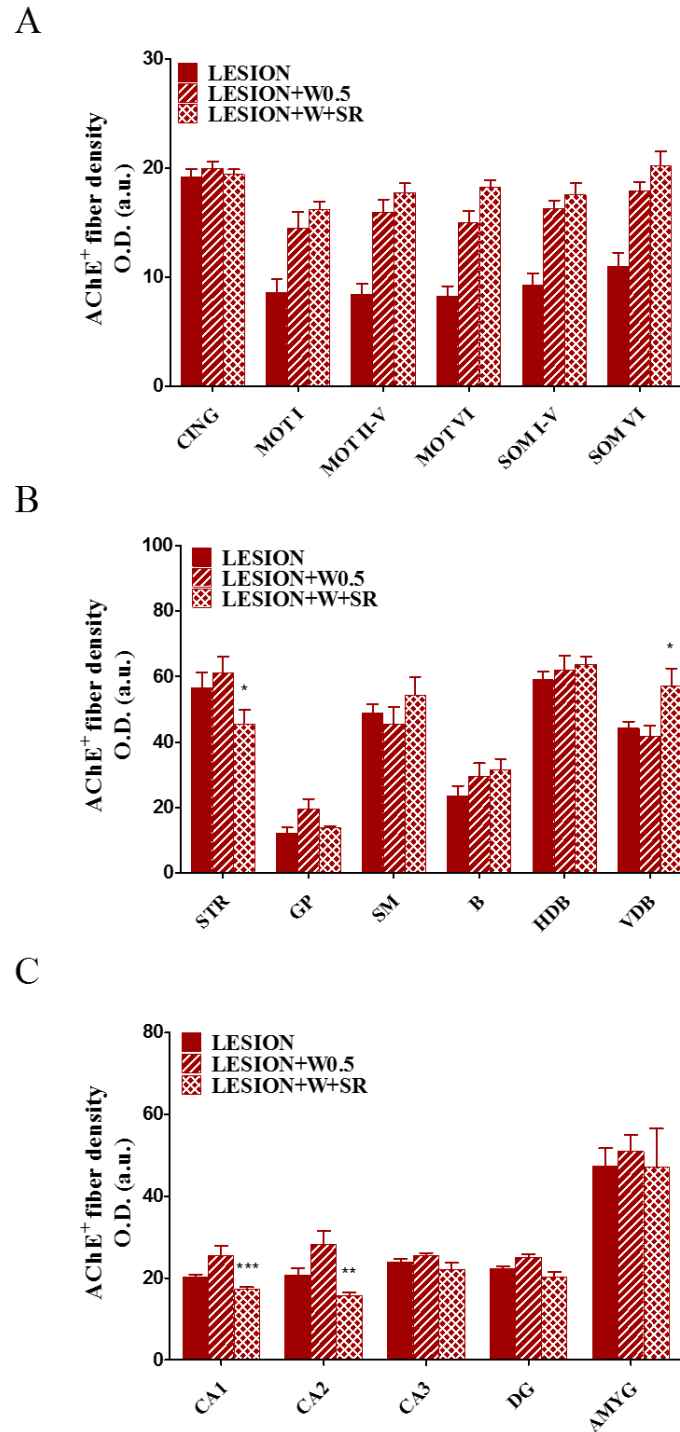 A
AChE+ fiber density
O.D. (a.u.)
30
20
10
0
LESION
LESION+W0.5
LESION+W+SR
CING
MOT I
MOT II-V
MOT VI
SOM I-V
SOM VI
B
AChE+ fiber density
O.D. (a.u.)
100
80
60
40
20
0
LESION
LESION+W0.5
LESION+W+SR
*
*
STR
GP
SM
B
HDB
VDB
C
AChE+ fiber density
O.D. (a.u.)
80
60
40
20
0
LESION
LESION+W0.5
LESION+W+SR
***
**
CA1
CA2
CA3
DG
AMYG